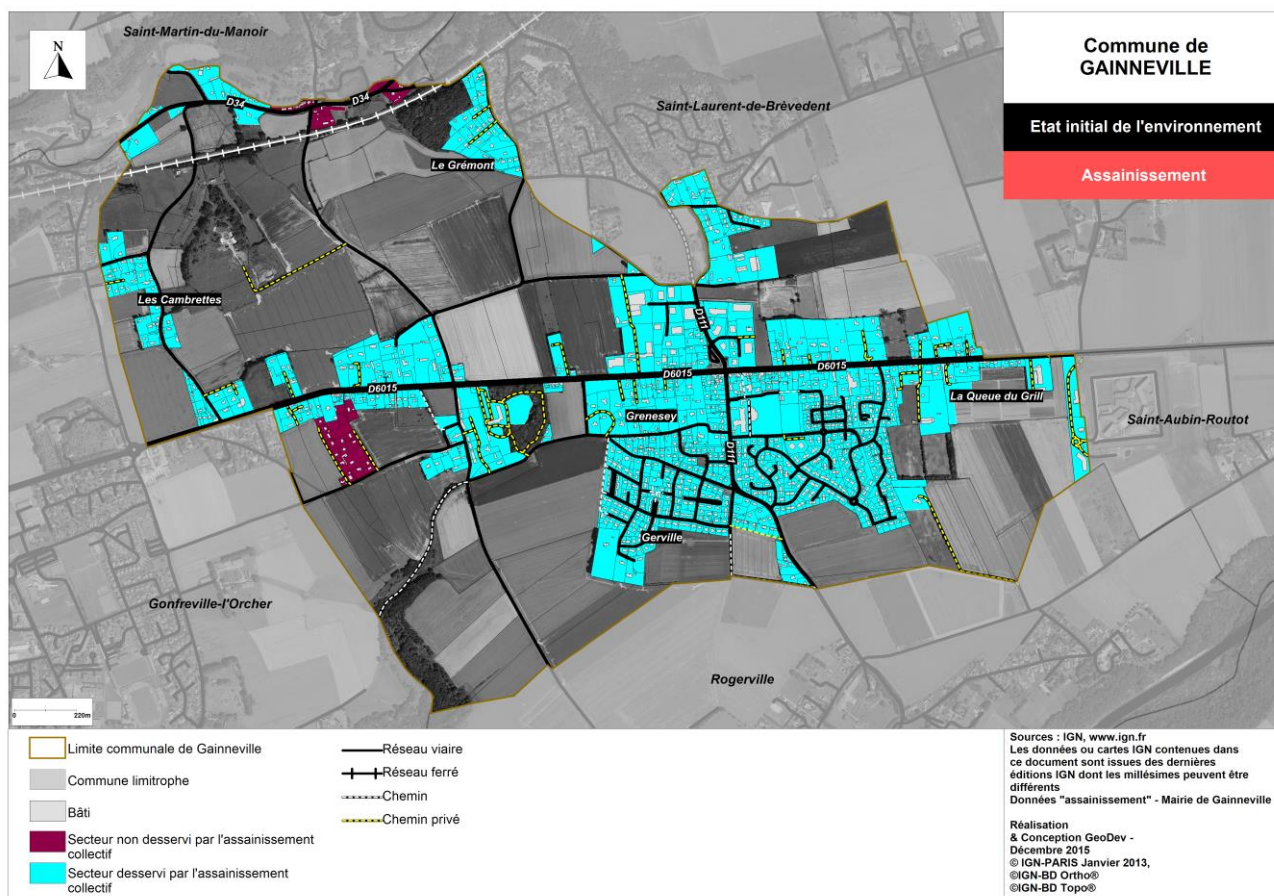 Saint-Martin-du-Manoir
N
Commune de
GAINNEVILLE
Etat initial de l'environnement
Assainissement
D34
D34
Saint-Laurent-de-Brèvedent
Le Grémont
Les Cambrettes
D111
D6015
D6015
D6015
Grenesey
La Queue du Grill
Saint-Aubin-Routot
D111
Gerville
Gonfreville-l'Orcher
Rogerville
0 220m
Limite communale de Gainneville
Commune limitrophe
Bâti
Secteur non desservi par l'assainissement
collectif
Secteur desservi par l'assainissement
collectif
Réseau viaire
Réseau ferré
Chemin
Chemin privé
Sources : IGN, www.ign.fr
Les données ou cartes IGN contenues dans
ce document sont issues des dernières
éditions IGN dont les millésimes peuvent être
différents
Données "assainissement" - Mairie de Gainneville
Réalisation
& Conception GeoDev -
Décembre 2015
© IGN-PARIS Janvier 2013,
©IGN-BD Ortho®
©IGN-BD Topo®